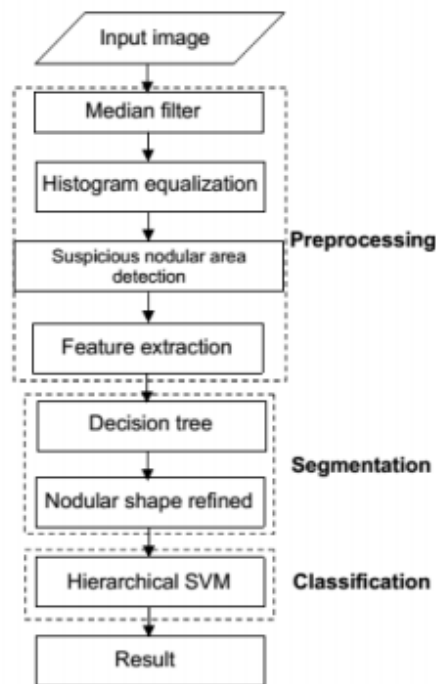 Input image
Median filter
Histogram equalization
Preprocessing
Suspicious nodular area
detection
Feature extraction
Decision tree
Segmentation
Nodular shape refined
Hierarchical SVM
Classification
Result